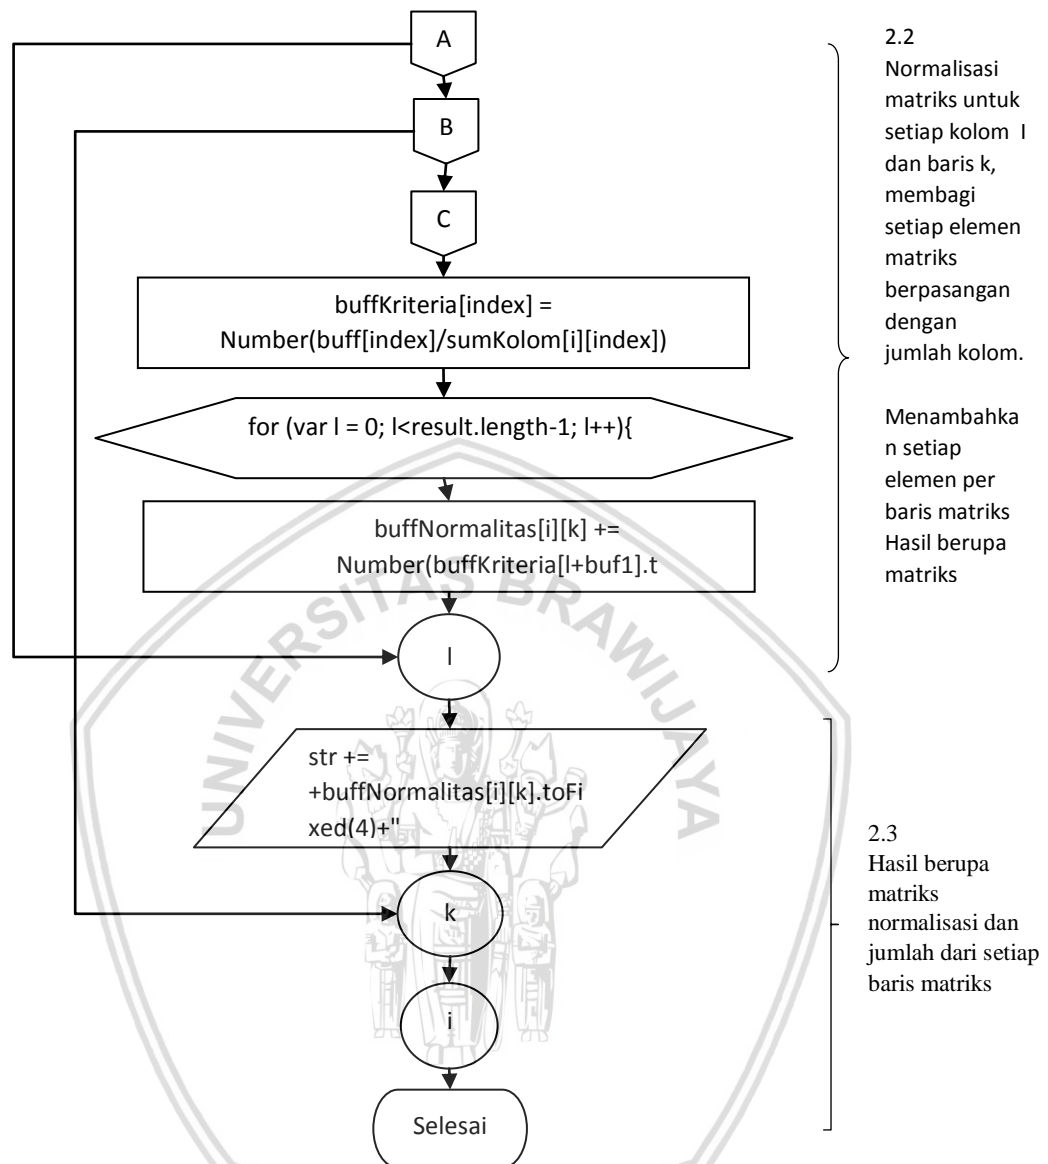 A
B
C
buffKriteria[index] =
Number(buff[index]/sumKolom[i][index])
for (var l = 0; l<result.length-1; l++){
buffNormalitas[i][k] +=
Number(buffKriteria[l+buf1].t
l
str +=
+buffNormalitas[i][k].toFi
xed(4)+"
k
i
Selesai
2.2
Normalisasi
matriks untuk
setiap kolom I
dan baris k,
membagi
setiap elemen
matriks
berpasangan
dengan
jumlah kolom.
Menambahka
n setiap
elemen per
baris matriks
Hasil berupa
matriks
2.3
Hasil berupa
matriks
normalisasi dan
jumlah dari setiap
baris matriks
UNIVERSITAS BRAWIJAYA